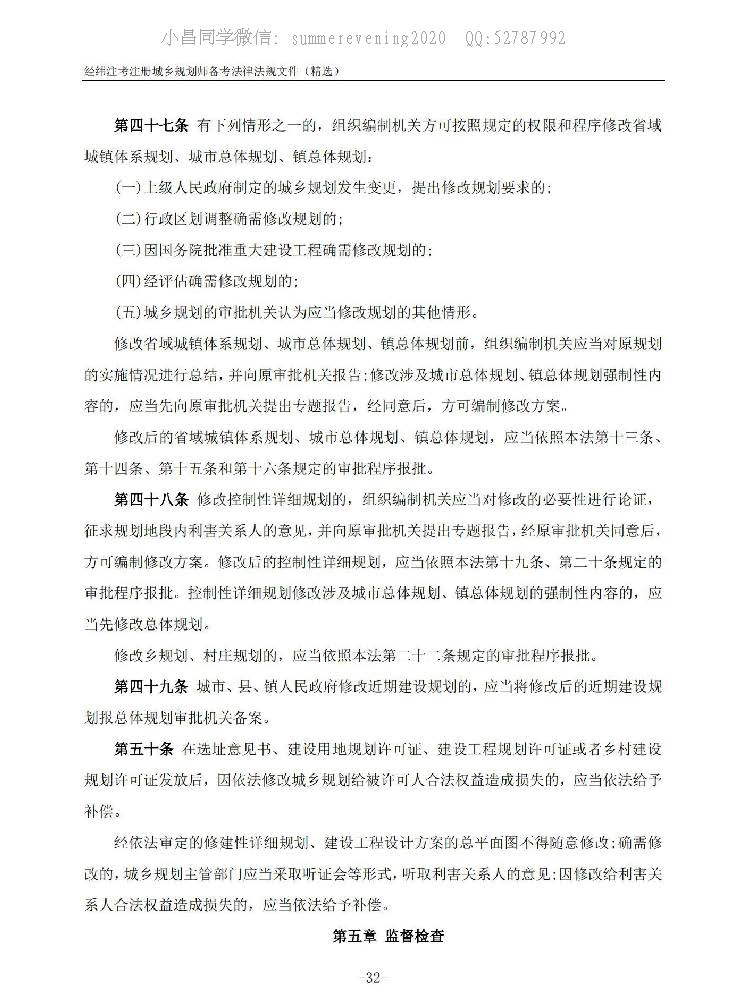 小昌同学微信: summerevening2020 QQ:52787992
经纬注考注册城乡规划师备考法律法规文件（精选）
第四十七条 有下列情形之一的，组织编制机关方可按照规定的权限和程序修改省域
城镇体系规划、城市总体规划、镇总体规划：
(一)上级人民政府制定的城乡规划发生变更，提出修改规划要求的;
(二)行政区划调整确需修改规划的;
(三)因国务院批准重大建设工程确需修改规划的;
(四)经评估确需修改规划的;
(五)城乡规划的审批机关认为应当修改规划的其他情形。
修改省域城镇体系规划、城市总体规划、镇总体规划前，组织编制机关应当对原规划
的实施情况进行总结，并向原审批机关报告;修改涉及城市总体规划、镇总体规划强制性内
容的，应当先向原审批机关提出专题报告，经同意后，方可编制修改方案。
修改后的省域城镇体系规划、城市总体规划、镇总体规划，应当依照本法第十三条、
第十四条、第十五条和第十六条规定的审批程序报批。
第四十八条 修改控制性详细规划的，组织编制机关应当对修改的必要性进行论证，
征求规划地段内利害关系人的意见，并向原审批机关提出专题报告，经原审批机关同意后，
方可编制修改方案。修改后的控制性详细规划，应当依照本法第十九条、第二十条规定的
审批程序报批。控制性详细规划修改涉及城市总体规划、镇总体规划的强制性内容的，应
当先修改总体规划。
修改乡规划、村庄规划的，应当依照本法第二十二条规定的审批程序报批。
第四十九条 城市、县、镇人民政府修改近期建设规划的，应当将修改后的近期建设规
划报总体规划审批机关备案。
第五十条 在选址意见书、建设用地规划许可证、建设工程规划许可证或者乡村建设
规划许可证发放后，因依法修改城乡规划给被许可人合法权益造成损失的，应当依法给予
补偿。
经依法审定的修建性详细规划、建设工程设计方案的总平面图不得随意修改;确需修
改的，城乡规划主管部门应当采取听证会等形式，听取利害关系人的意见;因修改给利害关
系人合法权益造成损失的，应当依法给予补偿。
第五章 监督检查
-32-